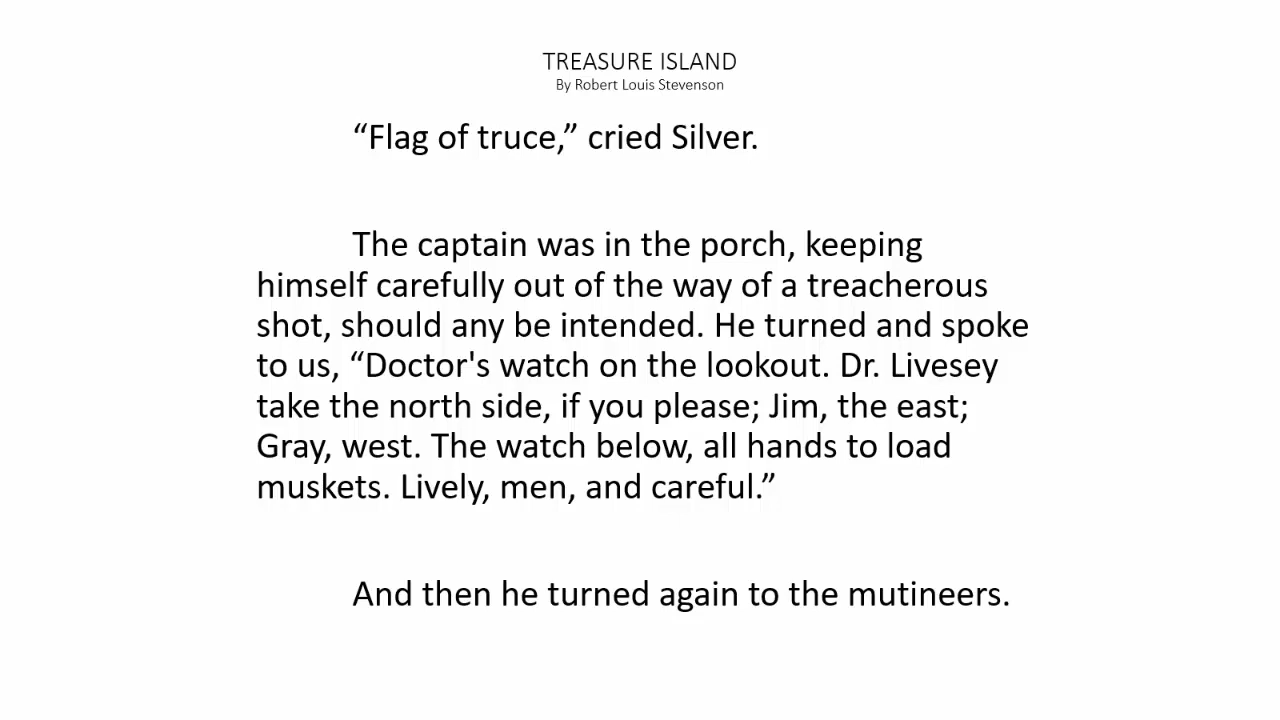 TREASURE ISLAND
By Robert Louis Stevenson
“Flag of truce,” cried Silver.
The captain was in the porch, keeping
himself carefully out of the way of a treacherous
shot, should any be intended. He turned and spoke
to us, “Doctor's watch on the lookout. Dr. Livesey
take the north side, if you please; Jim, the east;
Gray, west. The watch below, all hands to load
muskets. Lively, men, and careful.”
And then he turned again to the mutineers.